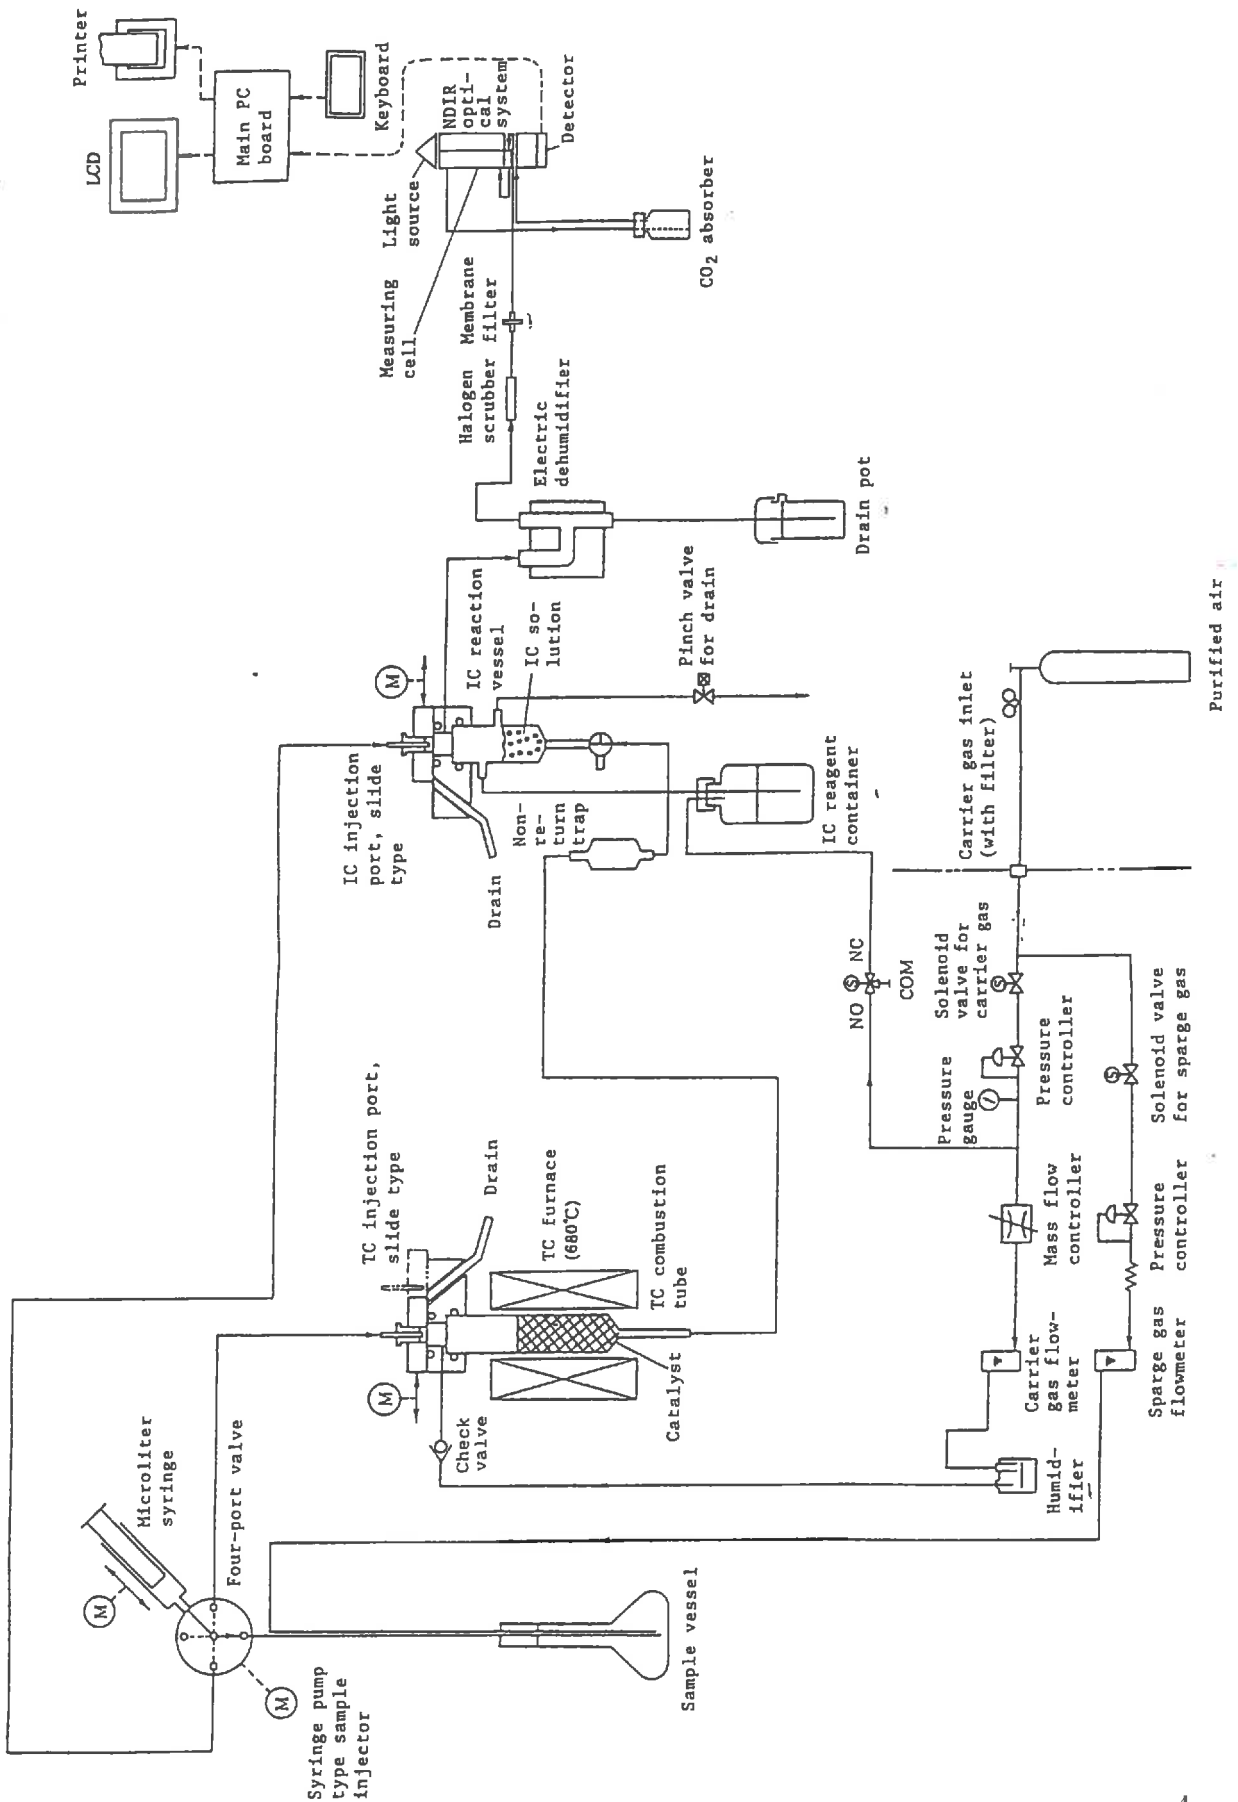 Printer
LCD
Main PC
board
Keyboard
NDIR
opti-
cal
system
Detector
Light
source
Measuring
cell
CO2 absorber
Membrane
filter
Halogen
scrubber
Electric
dehumidifier
Drain pot
IC reaction
vessel
IC so-
lution
Pinch valve
for drain
M
IC injection
port, slide
type
Drain
Non-
re-
turn
trap
IC reagent
container
Carrier gas inlet
(with filter)
Purified air
NO
S
NC
COM
Solenoid
valve for
carrier gas
S
Pressure
controller
Pressure
gauge
Solenoid valve
for sparge gas
S
TC injection port,
slide type
Drain
TC furnace
(680°C)
TC combustion
tube
Catalyst
M
Check
valve
Mass flow
controller
Pressure
controller
Carrier
gas flow-
meter
Sparge gas
flowmeter
Humid-
ifier
Microliter
syringe
Four-port valve
M
M
Syringe pump
type sample
injector
Sample vessel